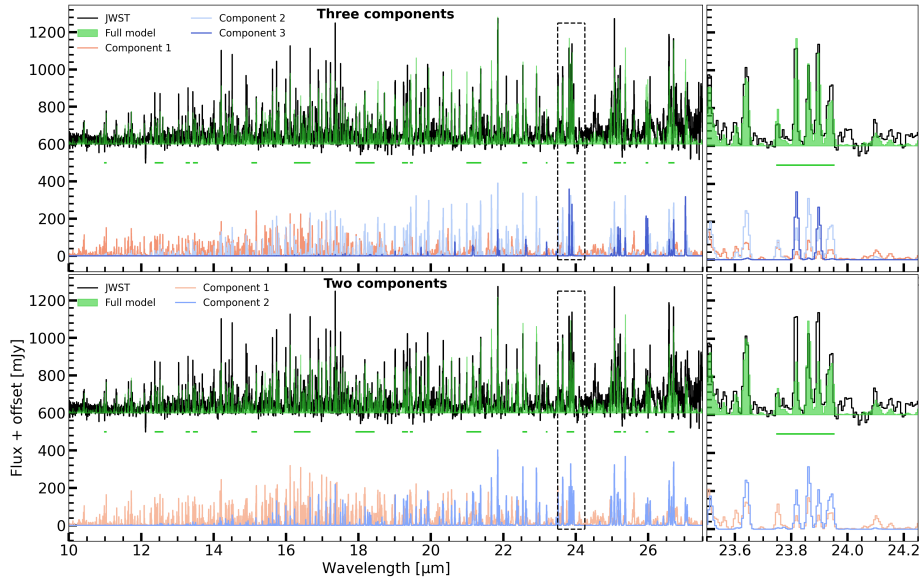 Three components
JWST
Full model
Component 1
Component 2
Component 3
1200
1000
800
600
400
200
0
Two components
JWST
Full model
Component 1
Component 2
1200
1000
800
600
400
200
0
Flux + offset [mJy]
10 12 14 16 18 20 22 24 26
23.6 23.8 24.0 24.2
Wavelength [μm]